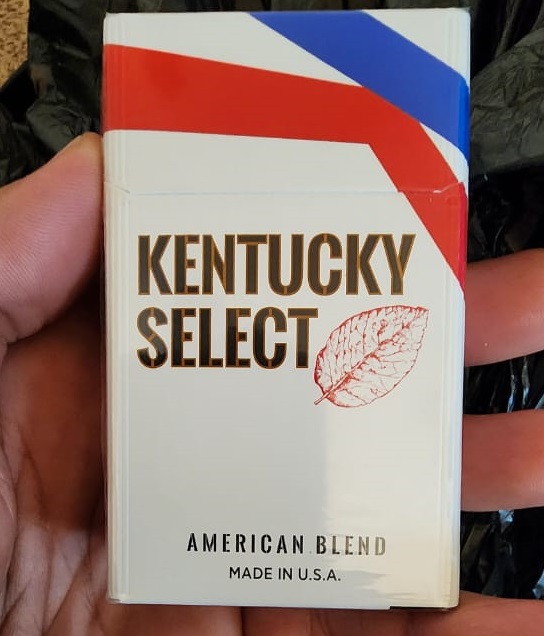 KENTUCKY
SELECT
AMERICAN BLEND
MADE IN U.S.A.